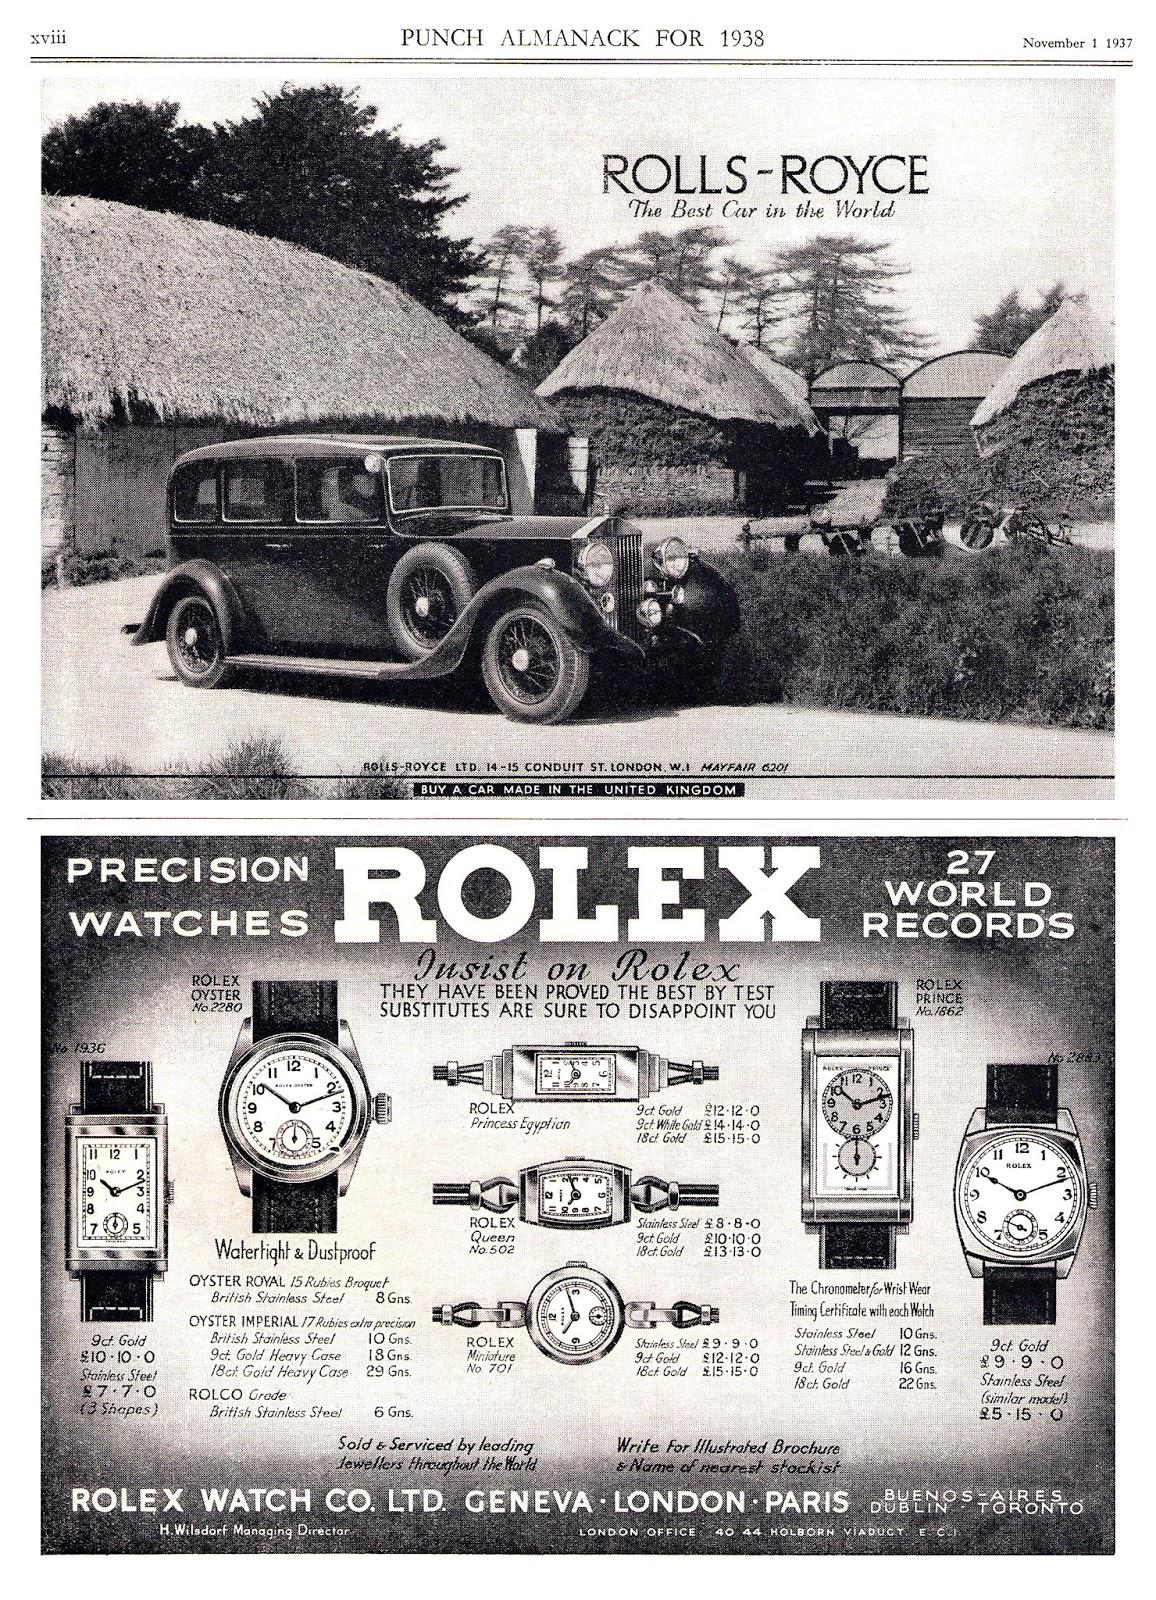 xviii
PUNCH ALMANACK FOR 1938
November 1 1937
ROLLS-ROYCE
The Best Car in the World
ROLLS-ROYCE LTD. 14-15 CONDUIT ST. LONDON. W.1 MAYFAIR 6201
BUY A CAR MADE IN THE UNITED KINGDOM
PRECISION
WATCHES
ROLEX
27
WORLD
RECORDS
Insist on Rolex
THEY HAVE BEEN PROVED THE BEST BY TEST
SUBSTITUTES ARE SURE TO DISAPPOINT YOU
No 1936
9ct. Gold
£10·10·0
Stainless Steel
£7·7·0
(3 Shapes)
ROLEX
OYSTER
No. 2280
Watertight & Dustproof
OYSTER ROYAL 15 Rubies Broquet
British Stainless Steel 8 Gns.
OYSTER IMPERIAL 17 Rubies extra precision
British Stainless Steel 10 Gns.
9ct. Gold Heavy Case 18 Gns.
18ct. Gold Heavy Case 29 Gns.
ROLCO Grade
British Stainless Steel 6 Gns.
ROLEX
Princess Egyptian
9ct. Gold £12·12·0
9ct. White Gold £14·14·0
18ct. Gold £15·15·0
ROLEX
Queen
No. 502
Stainless Steel £8·8·0
9ct. Gold £10·10·0
18ct. Gold £13·13·0
ROLEX
Miniature
No. 701
Stainless Steel £9·9·0
9ct. Gold £12·12·0
18ct. Gold £15·15·0
ROLEX
PRINCE
No. 1862
The Chronometer for Wrist Wear
Timing Certificate with each Watch
Stainless Steel 10 Gns.
Stainless Steel & Gold 12 Gns.
9ct. Gold 16 Gns.
18ct. Gold 22 Gns.
9ct. Gold
£9·9·0
Stainless Steel
(similar model)
£5·15·0
Sold & Serviced by leading
Jewellers throughout the World
Write For Illustrated Brochure
& Name of nearest stockist
ROLEX WATCH CO. LTD. GENEVA · LONDON · PARIS
BUENOS-AIRES
DUBLIN · TORONTO
H. Wilsdorf Managing Director
LONDON OFFICE 40 44 HOLBORN VIADUCT E.C.1